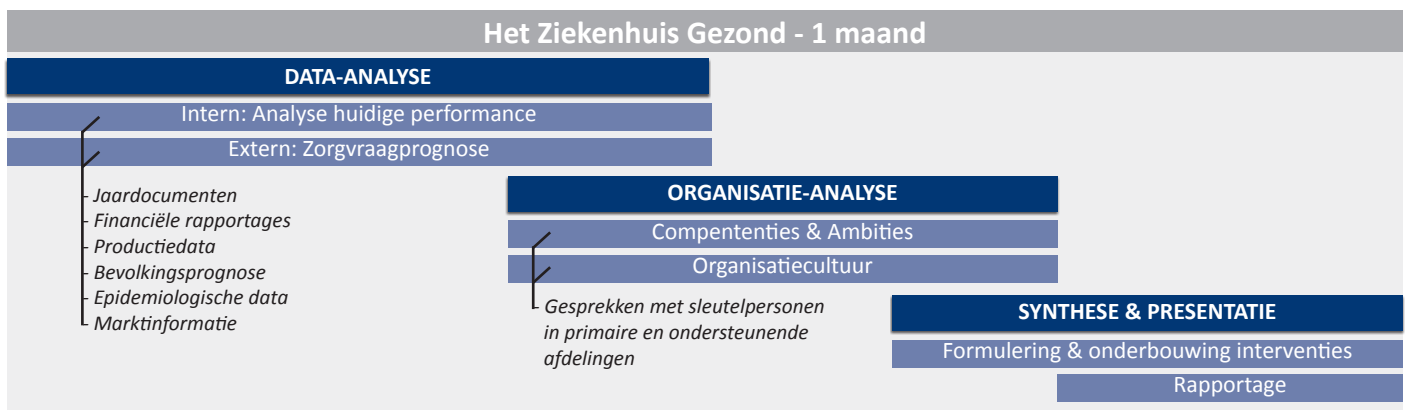 Het Ziekenhuis Gezond - 1 maand
DATA-ANALYSE
Intern: Analyse huidige performance
Extern: Zorgvraagprognose
- Jaardocumenten
- Financiële rapportages
- Productiedata
- Bevolkingsprognose
- Epidemiologische data
- Marktinformatie
ORGANISATIE-ANALYSE
Compententies & Ambities
Organisatiecultuur
- Gesprekken met sleutelpersonen
in primaire en ondersteunende
afdelingen
SYNTHESE & PRESENTATIE
Formulering & onderbouwing interventies
Rapportage